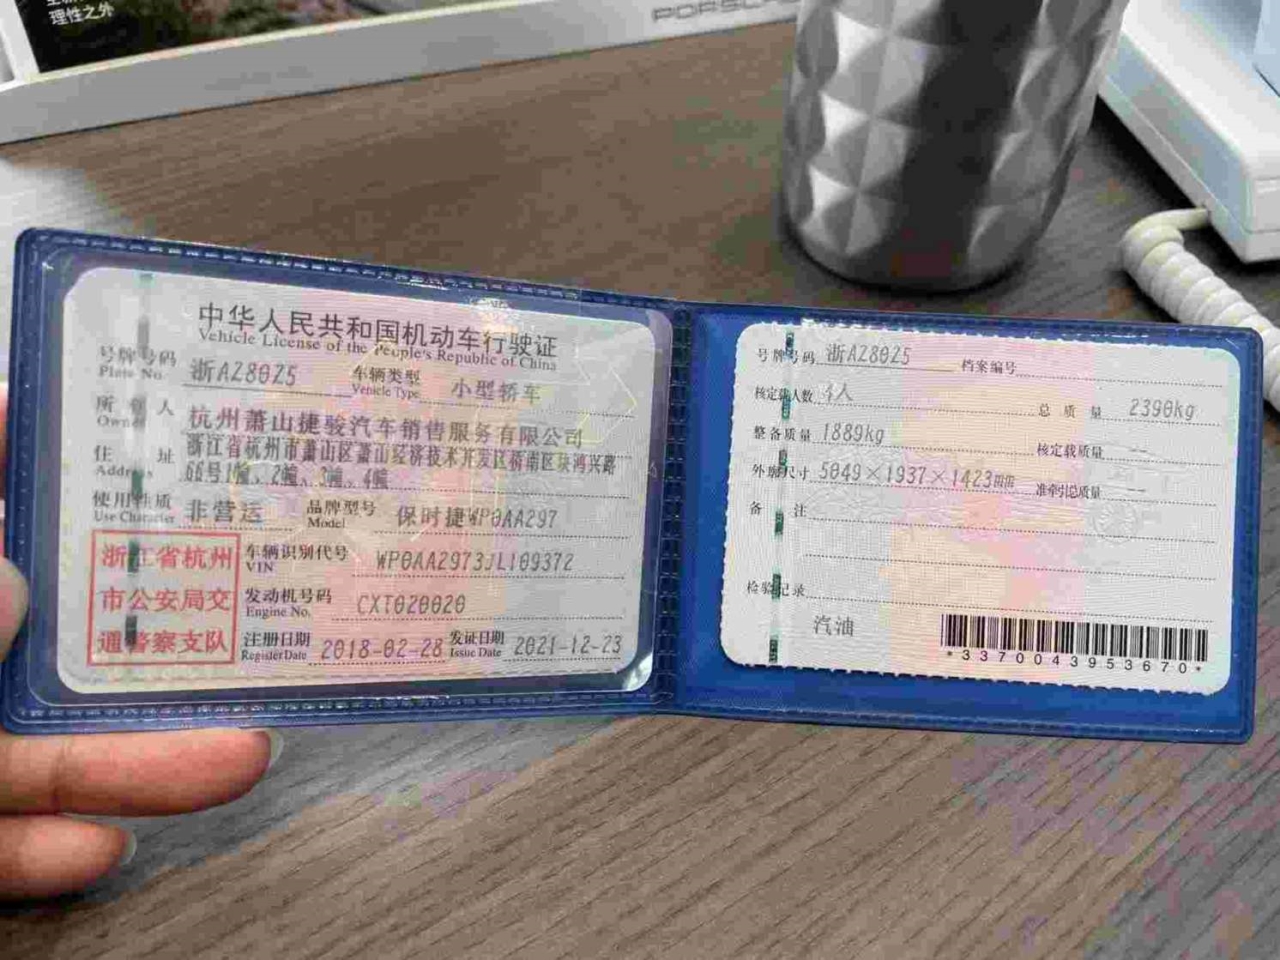 理性之外
中华人民共和国机动车行驶证
Vehicle License of the People's Republic of China
号牌号码 浙AZ80Z5 车辆类型 小型轿车
Plate No. Vehicle Type
所有人 杭州萧山捷骏汽车销售服务有限公司
Owner
住址 浙江省杭州市萧山区萧山经济技术开发区桥南区块鸿兴路
Address 66号1幢、2幢、3幢、4幢
使用性质 非营运 品牌型号 保时捷WP0AA297
Use Character Model
浙江省杭州
市公安局交
通警察支队
车辆识别代号 WP0AA2973JL109372
VIN
发动机号码 CXT020020
Engine No.
注册日期 2018-02-28 发证日期 2021-12-23
Register Date Issue Date
号牌号码 浙AZ80Z5 档案编号
核定载人数 4人 总质量 2390kg
整备质量 1889kg 核定载质量 --
外廓尺寸 5049×1937×1423mm 准牵引总质量 --
备注
检验记录
汽油
*3370043953670*